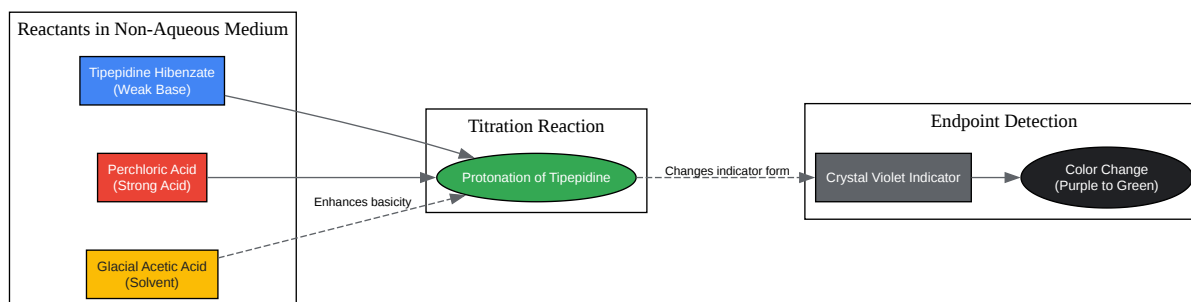 Reactants in Non-Aqueous Medium
Tipepidine Hibenzate
(Weak Base)
Perchloric Acid
(Strong Acid)
Glacial Acetic Acid
(Solvent)
Enhances basicity
Titration Reaction
Protonation of Tipepidine
Changes indicator form
Endpoint Detection
Crystal Violet Indicator
Color Change
(Purple to Green)